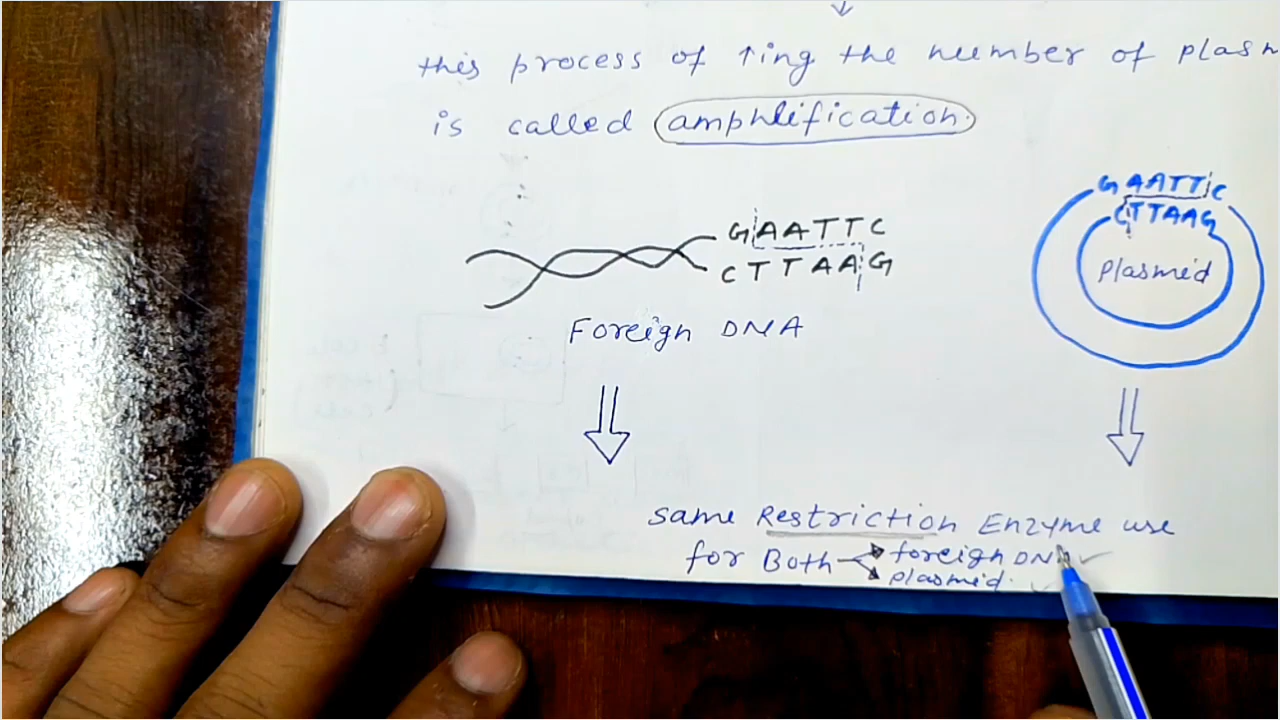 this process of ↑ing the number of plasm
is called amphlification.
GAATTC
CTTAAG
Foreign DNA
GAATTC
CTTAAG
Plasmid
same Restriction Enzyme use
for Both foreign DNA
plasmid.